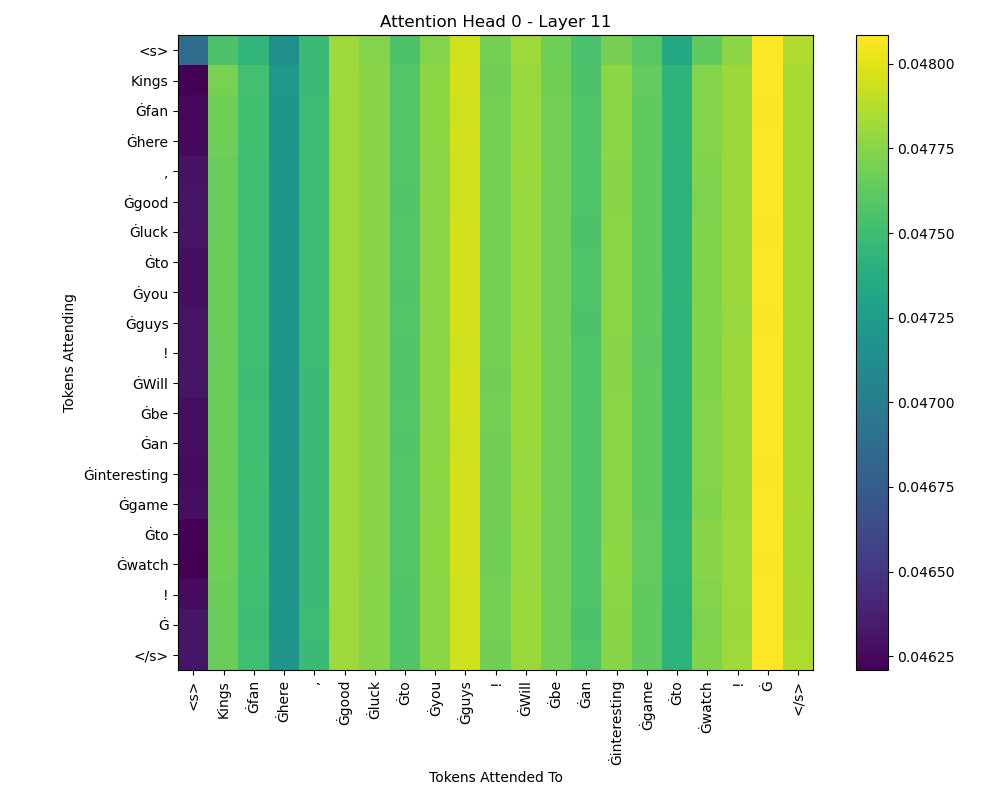 Attention Head 0 - Layer 11
<s>
Kings
Ġfan
Ġhere
,
Ġgood
Ġluck
Ġto
Ġyou
Ġguys
!
ĠWill
Ġbe
Ġan
Ġinteresting
Ġgame
Ġto
Ġwatch
!
Ġ
</s>
Tokens Attending
<s>
Kings
Ġfan
Ġhere
,
Ġgood
Ġluck
Ġto
Ġyou
Ġguys
!
ĠWill
Ġbe
Ġan
Ġinteresting
Ġgame
Ġto
Ġwatch
!
Ġ
</s>
Tokens Attended To
0.04800
0.04775
0.04750
0.04725
0.04700
0.04675
0.04650
0.04625